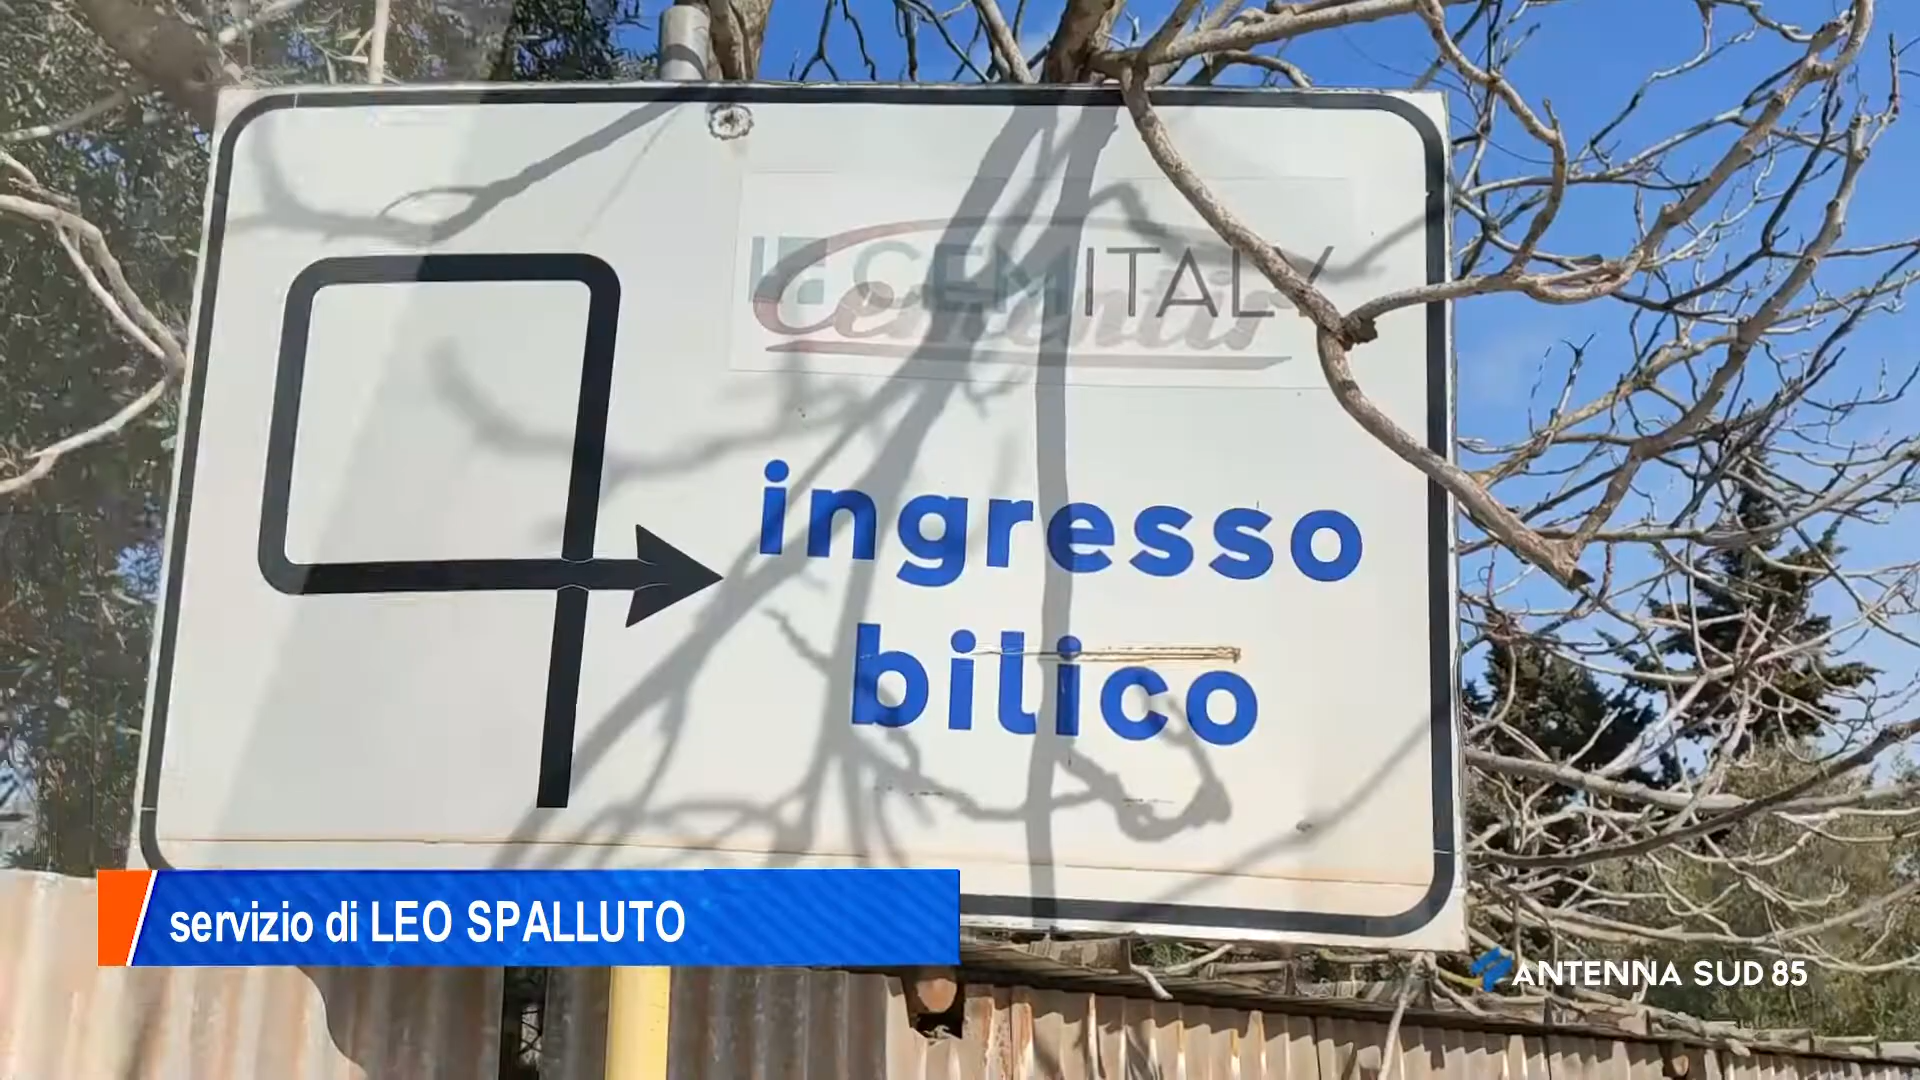 CEMITALY
Cementir
ingresso
bilico
servizio di LEO SPALLUTO
ANTENNA SUD 85